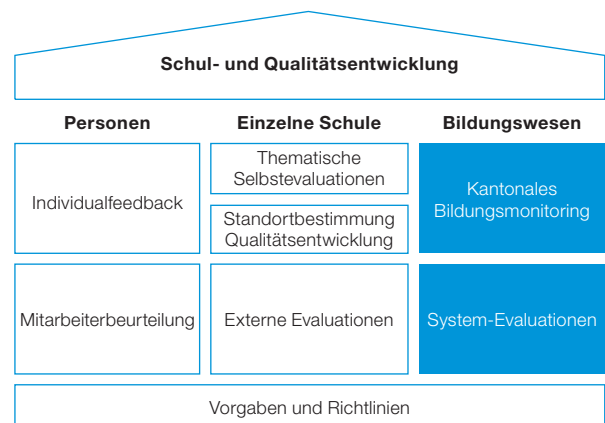 Schul- und Qualitätsentwicklung
Personen
Einzelne Schule
Bildungswesen
Individualfeedback
Thematische
Selbstevaluationen
Standortbestimmung
Qualitätsentwicklung
Kantonales
Bildungsmonitoring
Mitarbeiterbeurteilung
Externe Evaluationen
System-Evaluationen
Vorgaben und Richtlinien